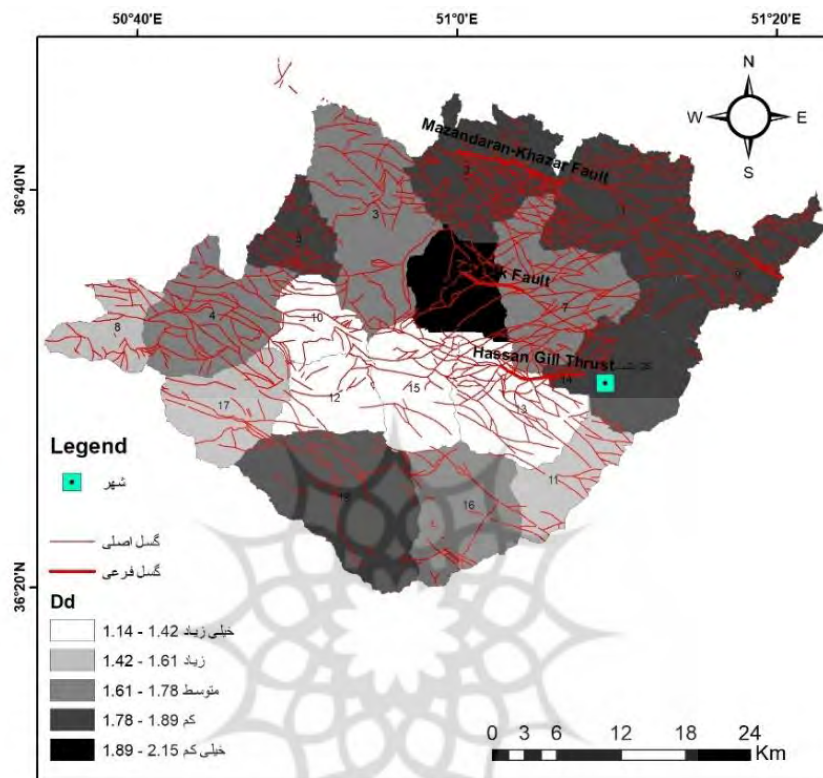 50°40'E
51°0'E
51°20'E
N
W
E
S
36°40'N
36°20'N
Mazandaran-Khazar Fault
k Fault
Hassan Gill Thrust
3
7
9
4
8
10
14
17
12
15
13
11
16
Legend
شهر
گسل اصلی
گسل فرعی
Dd
1.14 - 1.42 خیلی زیاد
1.42 - 1.61 زیاد
1.61 - 1.78 متوسط
1.78 - 1.89 کم
1.89 - 2.15 خیلی کم
0 3 6 12 18 24
Km